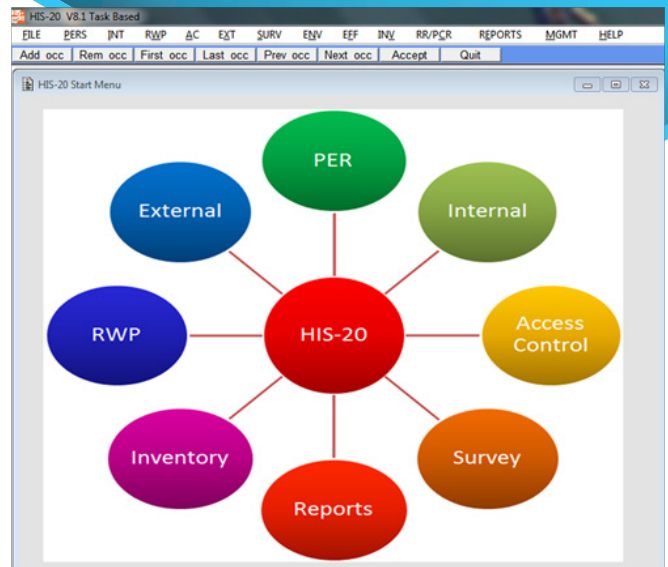 HIS-20 V8.1 Task Based
FILE PERS INT RWP AC EXT SURV ENV EFF INV RR/PCR REPORTS MGMT HELP
Add occ Rem occ First occ Last occ Prev occ Next occ Accept Quit
HIS-20 Start Menu
PER
External
Internal
RWP
HIS-20
Access
Control
Inventory
Survey
Reports